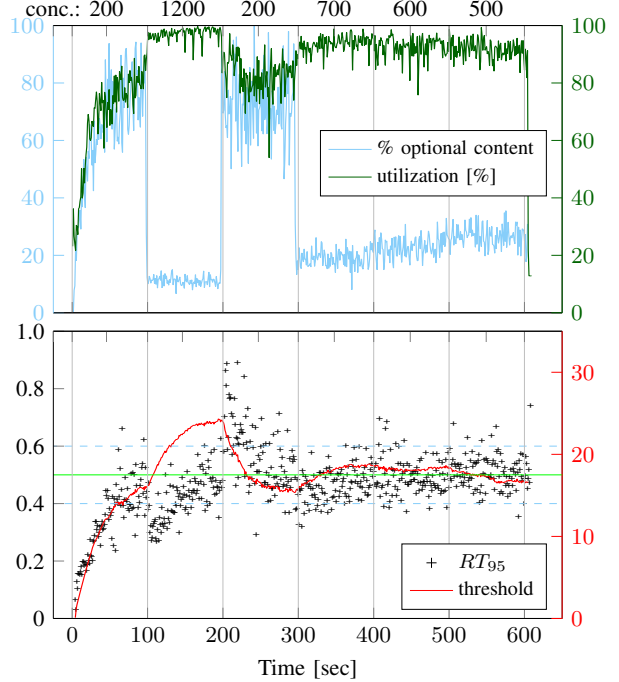 conc.: 200 1200 200 700 600 500
100 100
80 80
60 60
% optional content
utilization [%]
40 40
20 20
0 0
1.0
30
0.8
0.6
20
0.4
10
0.2
RT95
threshold
0 0
0 100 200 300 400 500 600
Time [sec]